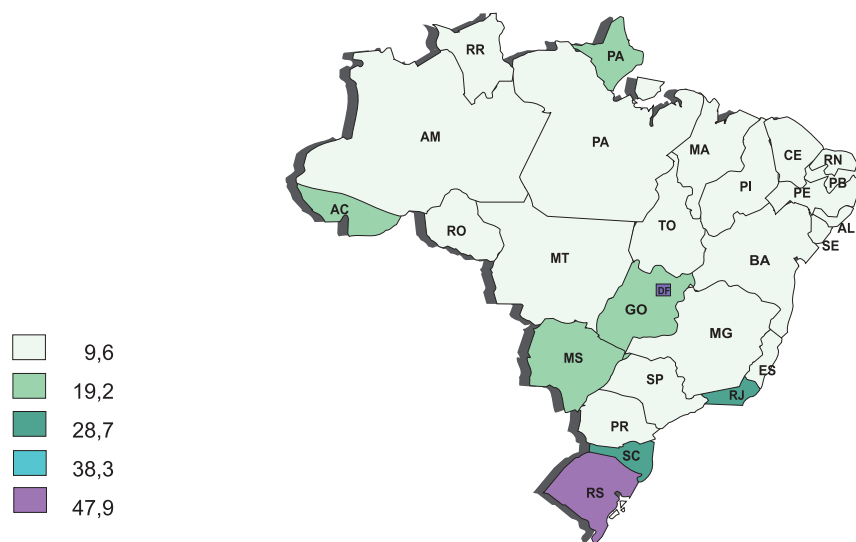 RR
PA
AM
PA
MA
CE
RN
PI
PB
PE
AC
RO
TO
AL
SE
MT
BA
DF
GO
MG
MS
ES
SP
RJ
PR
SC
RS
9,6
19,2
28,7
38,3
47,9